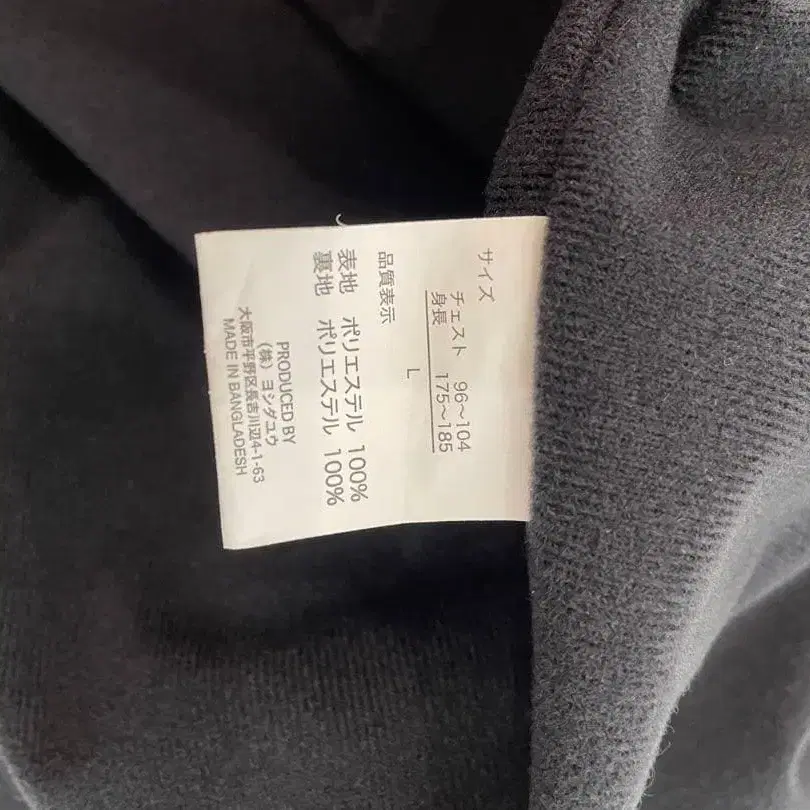 サイズ
チェスト 96～104
身長 175～185
L
品質表示
表地 ポリエステル 100%
裏地 ポリエステル 100%
PRODUCED BY
(株) ヨシダユウ
大阪市平野区長吉川辺4-1-63
MADE IN BANGLADESH